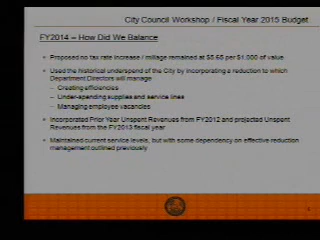 City Council Workshop / Fiscal Year 2015 Budget
FY2014 – How Did We Balance
• Proposed no tax rate increase / millage remained at $5.65 per $1,000 of value
• Used the historical underspend of the City by incorporating a reduction to which
Department Directors will manage
– Creating efficiencies
– Under-spending supplies and service lines
– Managing employee vacancies
• Incorporated Prior Year Unspent Revenues from FY2012 and projected Unspent
Revenues from the FY2013 fiscal year
• Maintained current service levels, but with some dependency on effective reduction
management outlined previously